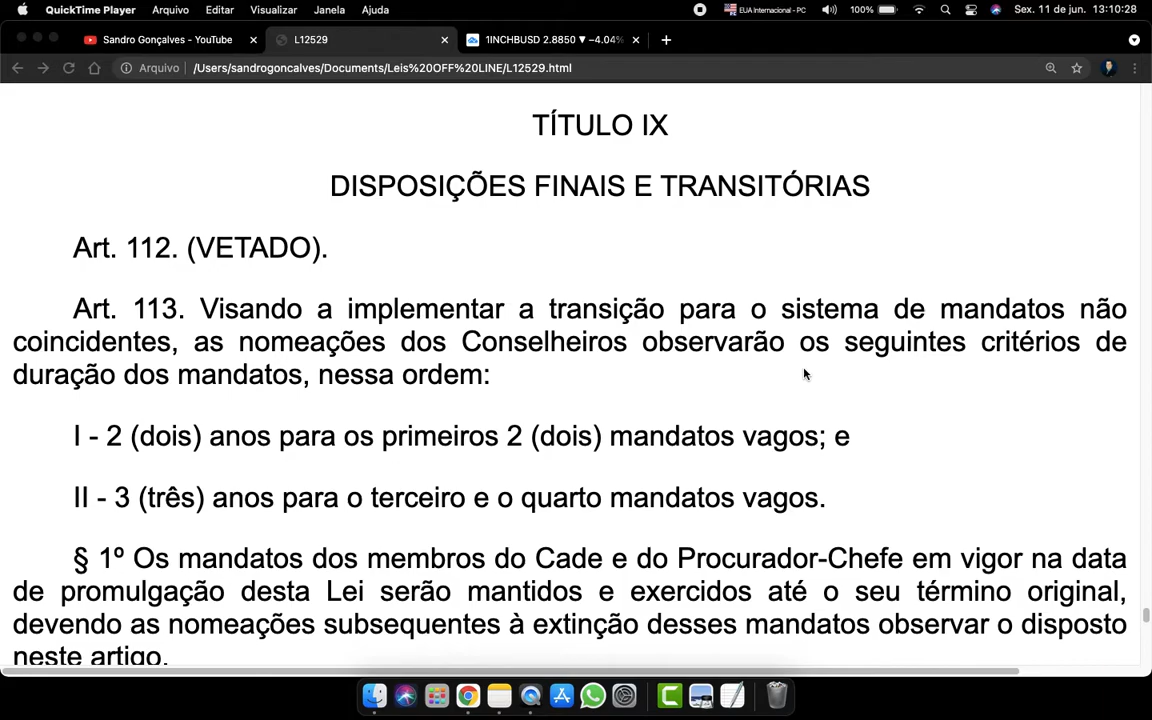 QuickTime Player Arquivo Editar Visualizar Janela Ajuda EUA Internacional - PC 100% Sex. 11 de jun. 13:10:28
Sandro Gonçalves - YouTube L12529 1INCHBUSD 2.8850 ▼ −4.04%
Arquivo /Users/sandrogoncalves/Documents/Leis%20OFF%20LINE/L12529.html
TÍTULO IX
DISPOSIÇÕES FINAIS E TRANSITÓRIAS
Art. 112. (VETADO).
Art. 113. Visando a implementar a transição para o sistema de mandatos não
coincidentes, as nomeações dos Conselheiros observarão os seguintes critérios de
duração dos mandatos, nessa ordem:
I - 2 (dois) anos para os primeiros 2 (dois) mandatos vagos; e
II - 3 (três) anos para o terceiro e o quarto mandatos vagos.
§ 1º Os mandatos dos membros do Cade e do Procurador-Chefe em vigor na data
de promulgação desta Lei serão mantidos e exercidos até o seu término original,
devendo as nomeações subsequentes à extinção desses mandatos observar o disposto
neste artigo.